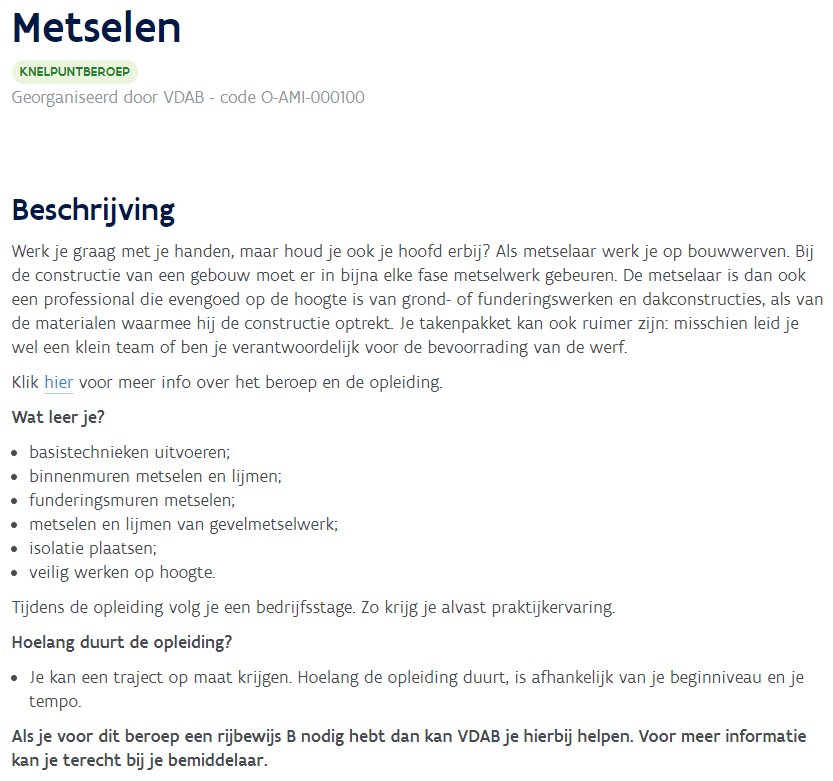 Metselen
KNELPUNTBEROEP
Georganiseerd door VDAB - code O-AMI-000100
Beschrijving
Werk je graag met je handen, maar houd je ook je hoofd erbij? Als metselaar werk je op bouwwerven. Bij
de constructie van een gebouw moet er in bijna elke fase metselwerk gebeuren. De metselaar is dan ook
een professional die evengoed op de hoogte is van grond- of funderingswerken en dakconstructies, als van
de materialen waarmee hij de constructie optrekt. Je takenpakket kan ook ruimer zijn: misschien leid je
wel een klein team of ben je verantwoordelijk voor de bevoorrading van de werf.
Klik hier voor meer info over het beroep en de opleiding.
Wat leer je?
• basistechnieken uitvoeren;
• binnenmuren metselen en lijmen;
• funderingsmuren metselen;
• metselen en lijmen van gevelmetselwerk;
• isolatie plaatsen;
• veilig werken op hoogte.
Tijdens de opleiding volg je een bedrijfsstage. Zo krijg je alvast praktijkervaring.
Hoelang duurt de opleiding?
• Je kan een traject op maat krijgen. Hoelang de opleiding duurt, is afhankelijk van je beginniveau en je
tempo.
Als je voor dit beroep een rijbewijs B nodig hebt dan kan VDAB je hierbij helpen. Voor meer informatie
kan je terecht bij je bemiddelaar.